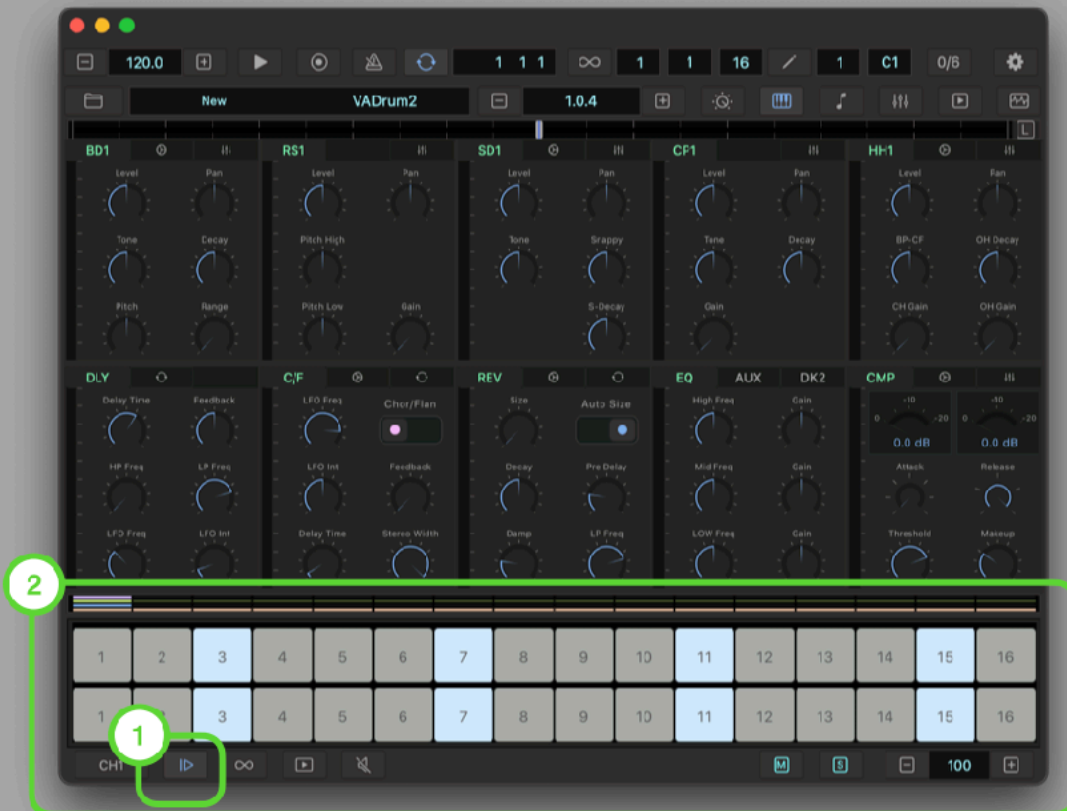 120.0 1 1 1 1 1 16 1 C1 0/6
New VADrum2 1.0.4
L
BD1 RS1 SD1 CP1 HH1
Level Pan Level Pan Level Pan Level Pan Level Pan
Tone Decay Pitch High Tone Snappy Tone Decay BP-CF OH Decay
Pitch Range Pitch Low Gain S-Decay Gain CH Gain OH Gain
DLY C/F REV EQ AUX DK2 CMP
Delay Time Feedback LFO Freq Chor/Flan Size Auto Size High Freq Gain -10 -10
0 -20 0 -20
0.0 dB 0.0 dB
HP Freq LP Freq LFO Int Feedback Decay Pre Delay Mid Freq Gain Attack Release
LFO Freq LFO Int Delay Time Stereo Width Damp LP Freq LOW Freq Gain Threshold Makeup
2
1 2 3 4 5 6 7 8 9 10 11 12 13 14 15 16
1 3 4 5 6 7 8 9 10 11 12 13 14 15 16
1
CH1 M S 100